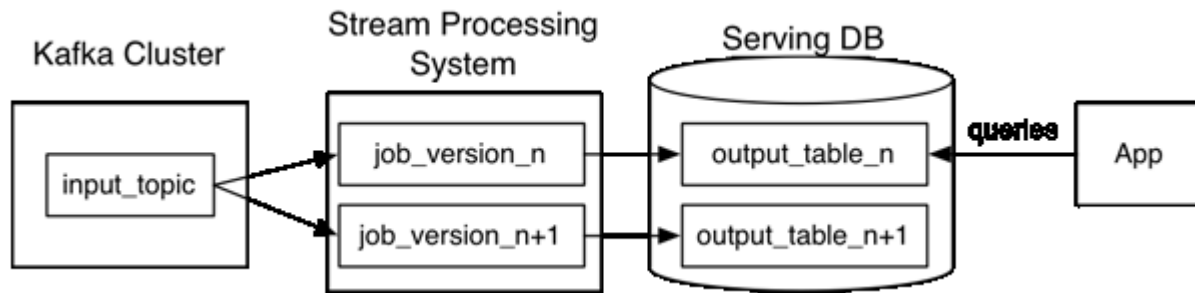 Kafka Cluster
Stream Processing
System
Serving DB
input_topic
job_version_n
job_version_n+1
output_table_n
output_table_n+1
queries
App